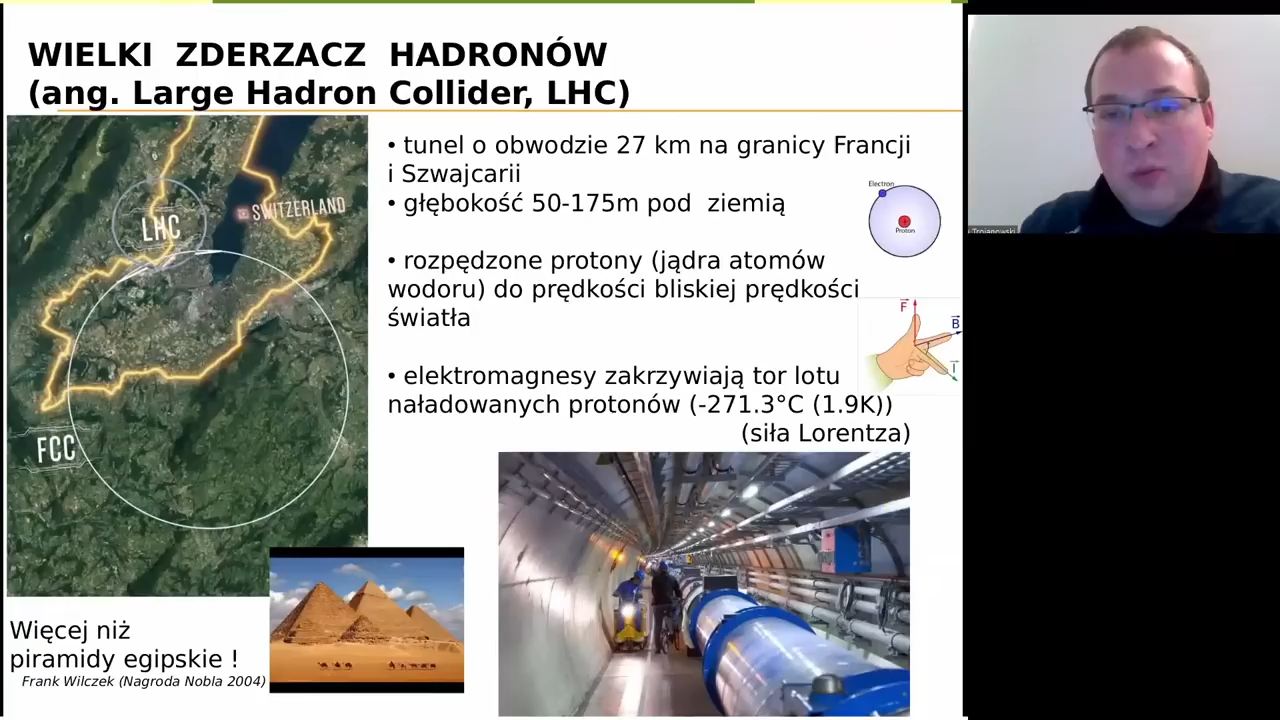 WIELKI ZDERZACZ HADRONÓW
(ang. Large Hadron Collider, LHC)
LHC
SWITZERLAND
FCC
• tunel o obwodzie 27 km na granicy Francji
i Szwajcarii
• głębokość 50-175m pod ziemią
Electron
Proton
• rozpędzone protony (jądra atomów
wodoru) do prędkości bliskiej prędkości
światła
F
B
I
• elektromagnesy zakrzywiają tor lotu
naładowanych protonów (-271.3°C (1.9K))
(siła Lorentza)
Więcej niż
piramidy egipskie !
Frank Wilczek (Nagroda Nobla 2004)
Trojanowski